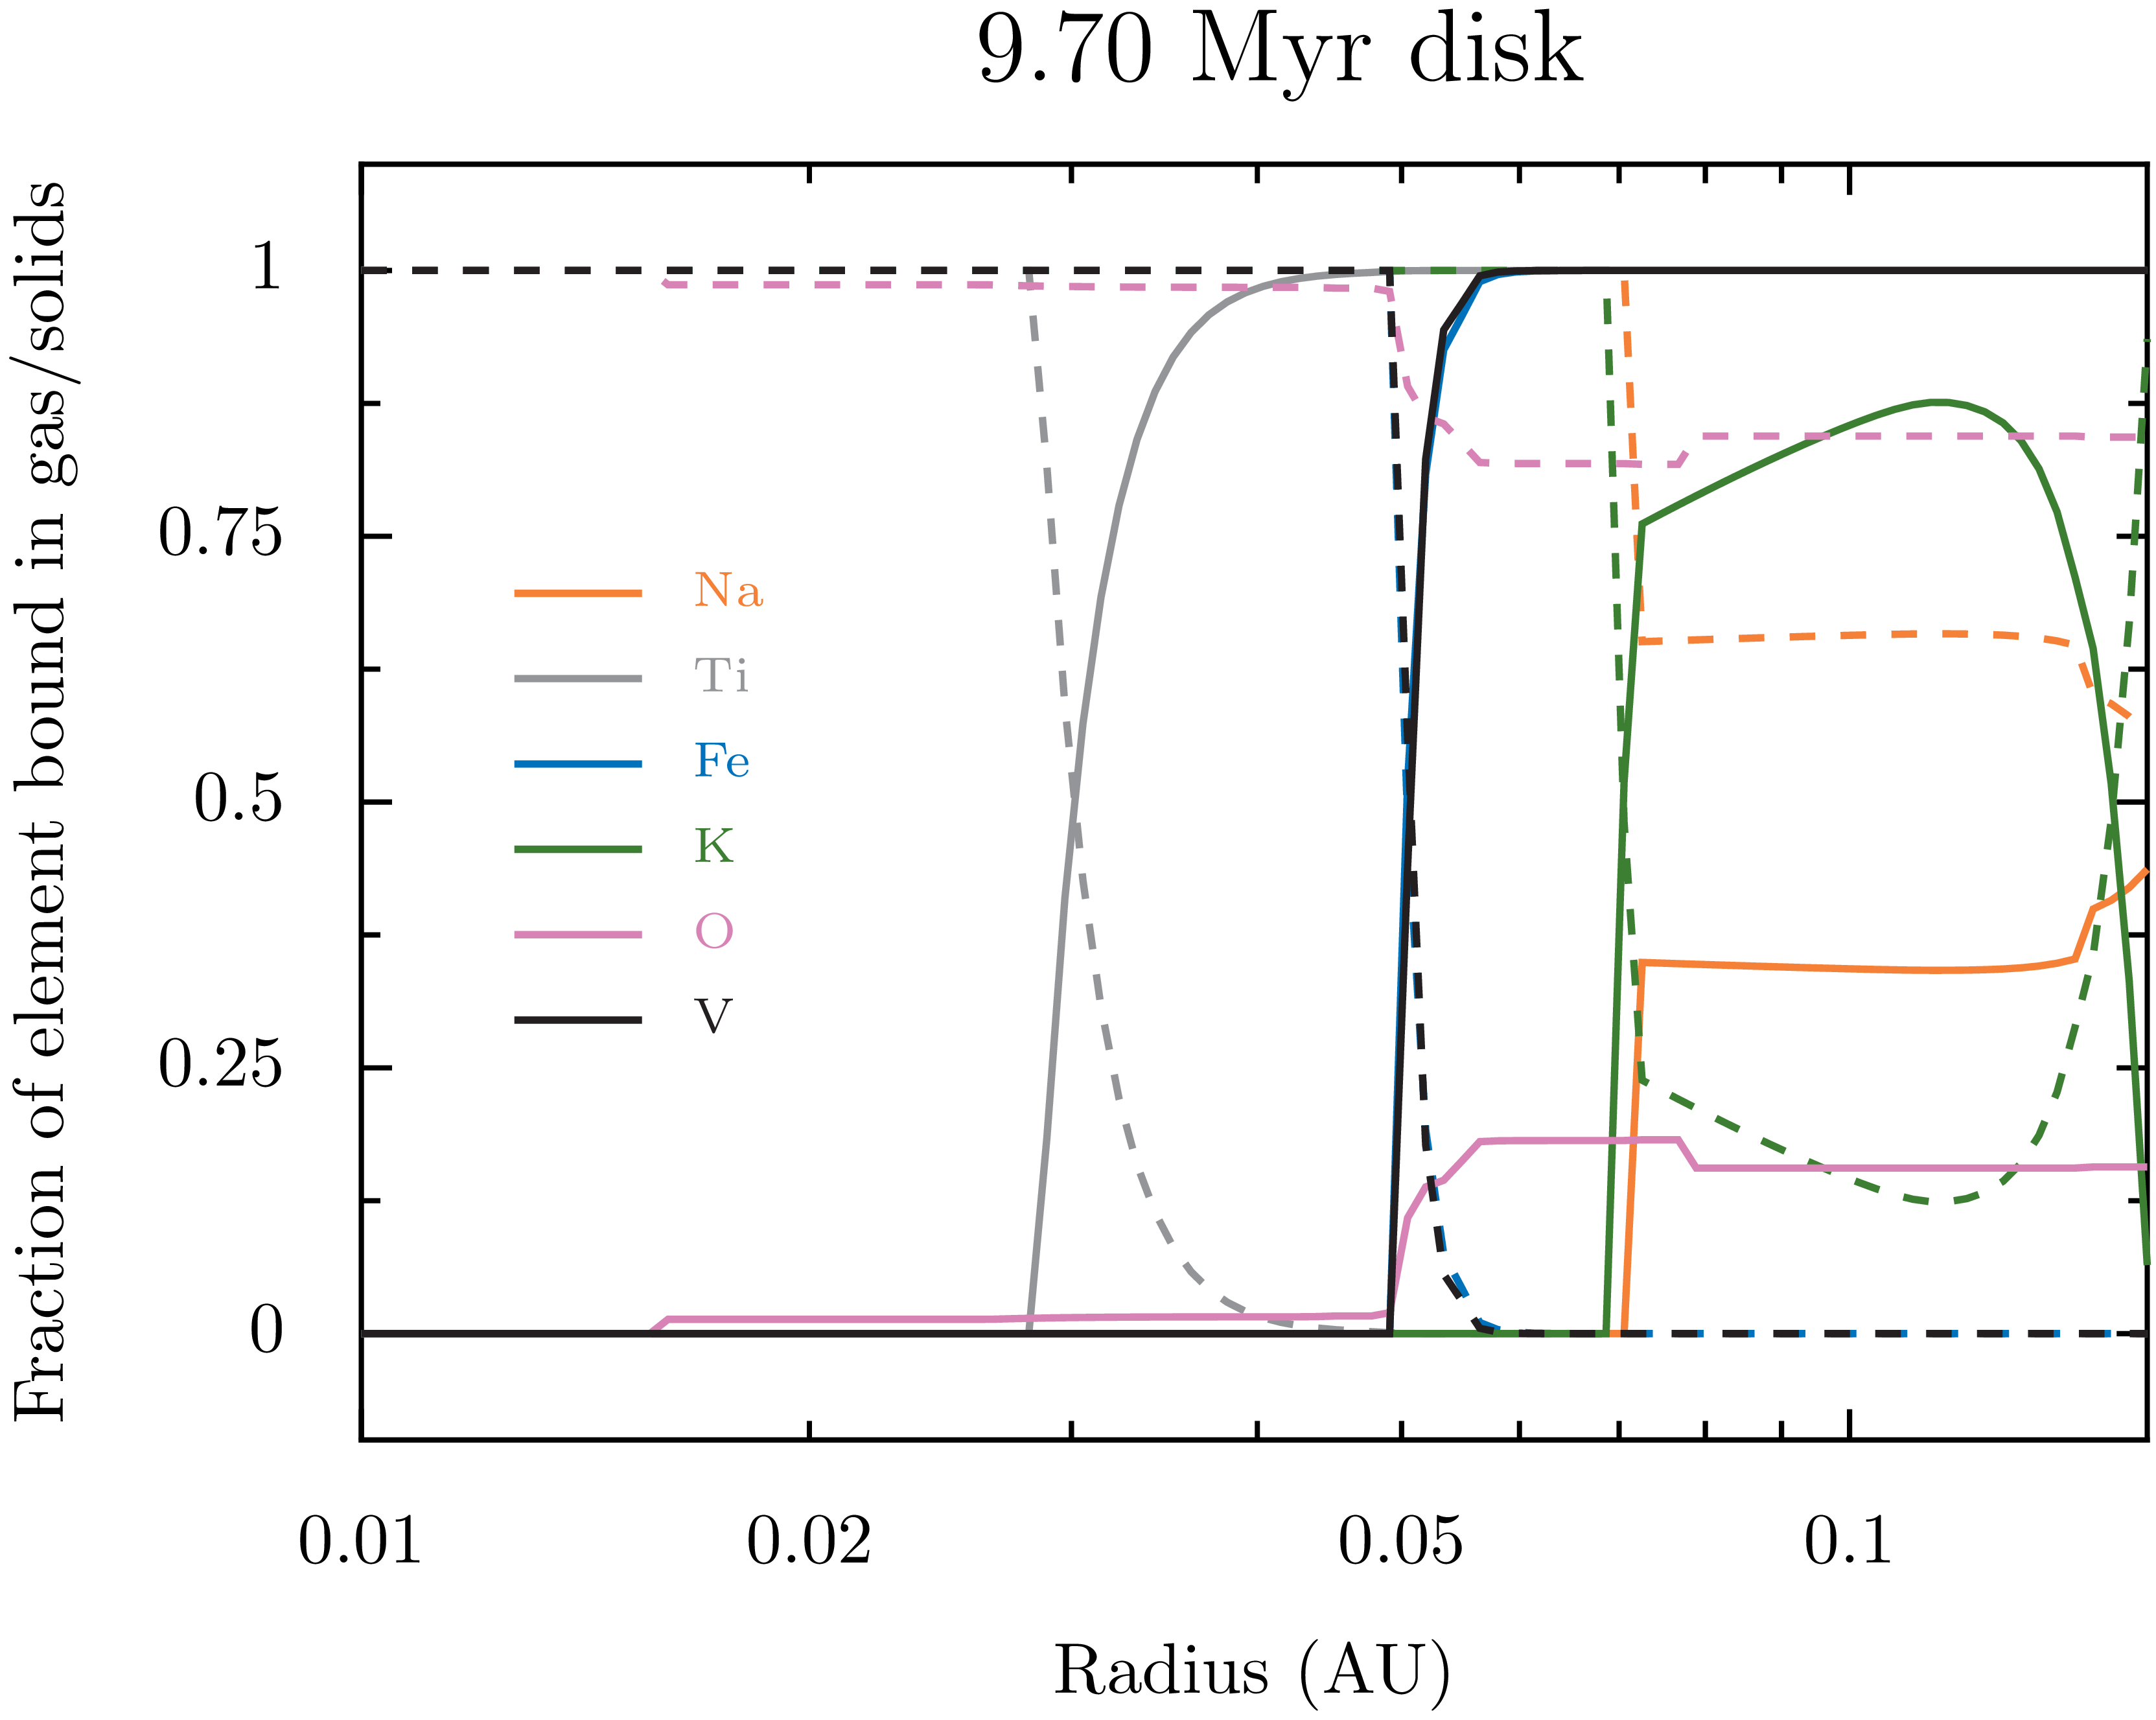 9.70 Myr disk
Fraction of element bound in gas/solids
1
0.75
0.5
0.25
0
Na
Ti
Fe
K
O
V
0.01 0.02 0.05 0.1
Radius (AU)